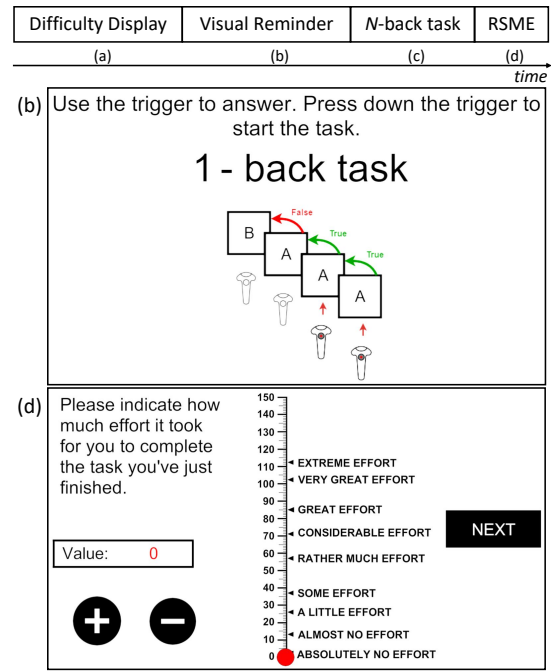 Difficulty Display
Visual Reminder
N-back task
RSME
(a)
(b)
(c)
(d)
time
(b)
Use the trigger to answer. Press down the trigger to
start the task.
1 - back task
False
True
True
B
A
A
A
(d)
Please indicate how
much effort it took
for you to complete
the task you've just
finished.
Value: 0
+
−
150
140
130
120
110
EXTREME EFFORT
100
VERY GREAT EFFORT
90
GREAT EFFORT
80
70
CONSIDERABLE EFFORT
60
RATHER MUCH EFFORT
50
40
SOME EFFORT
30
A LITTLE EFFORT
20
ALMOST NO EFFORT
10
0
ABSOLUTELY NO EFFORT
NEXT